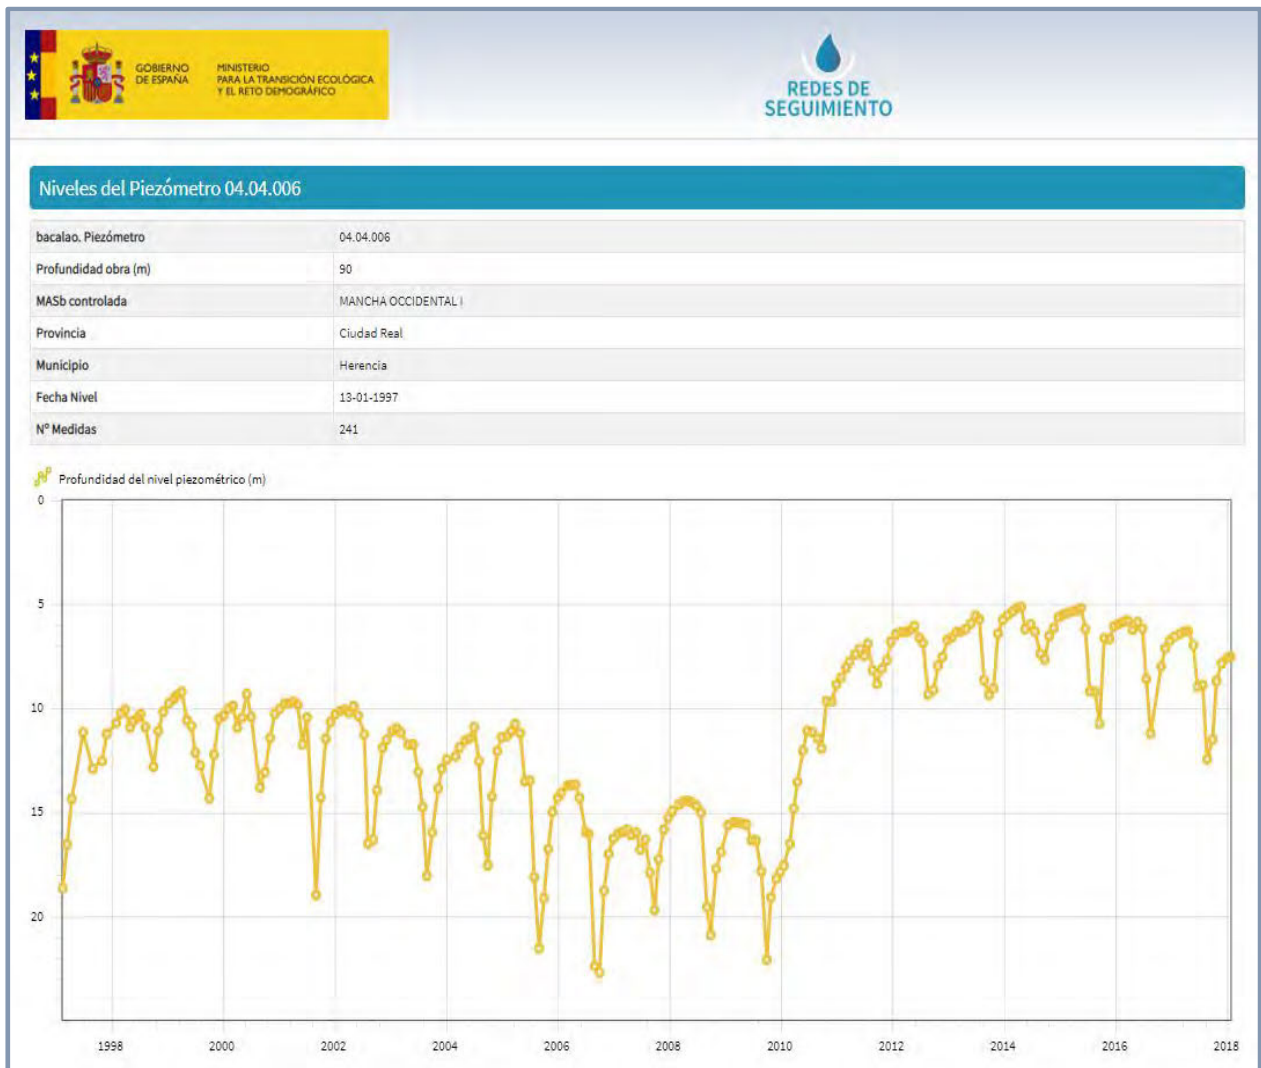 GOBIERNO
DE ESPAÑA
MINISTERIO
PARA LA TRANSICIÓN ECOLÓGICA
Y EL RETO DEMOGRÁFICO
REDES DE
SEGUIMIENTO
Niveles del Piezómetro 04.04.006
bacalao. Piezómetro 04.04.006
Profundidad obra (m) 90
MASb controlada MANCHA OCCIDENTAL I
Provincia Ciudad Real
Municipio Herencia
Fecha Nivel 13-01-1997
Nº Medidas 241
Profundidad del nivel piezométrico (m)
0
5
10
15
20
1998 2000 2002 2004 2006 2008 2010 2012 2014 2016 2018